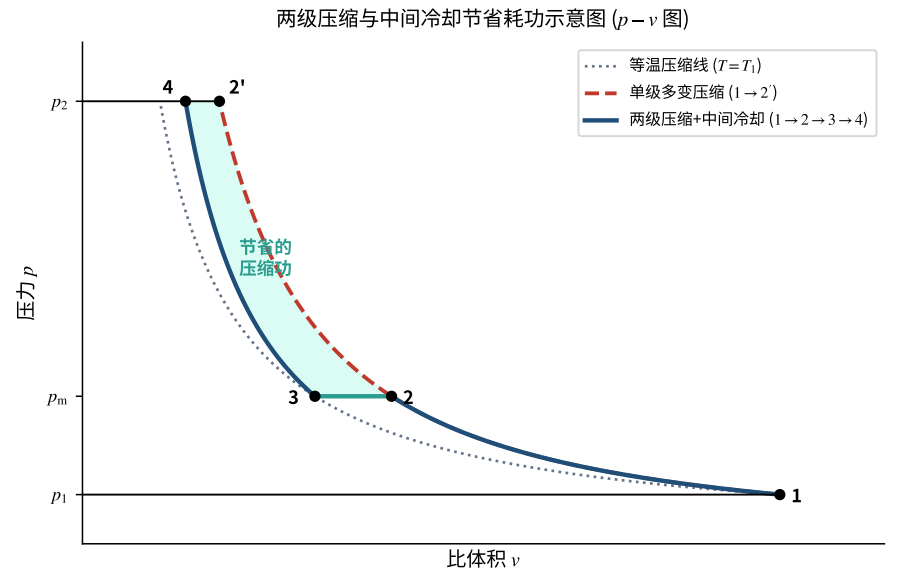 两级压缩与中间冷却节省耗功示意图 (p − v 图)
等温压缩线 (T = T₁)
单级多变压缩 (1 → 2′)
两级压缩+中间冷却 (1 → 2 → 3 → 4)
4
2'
p₂
节省的
压缩功
压力 p
3
2
pₘ
p₁
1
比体积 v